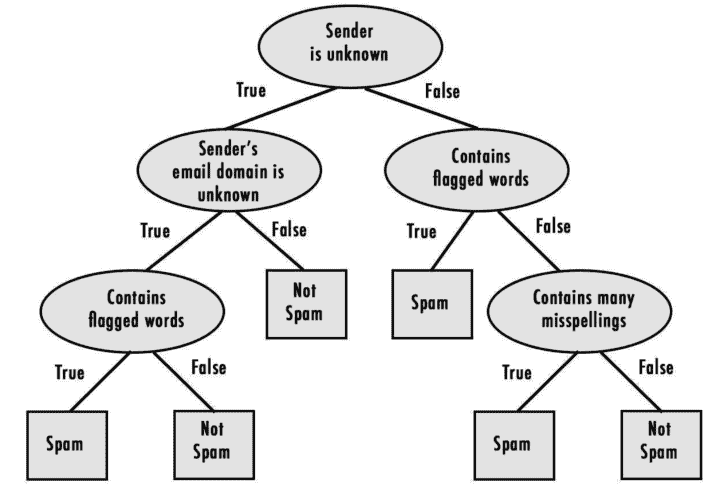 Sender
is unknown
True
False
Sender's
email domain is
unknown
Contains
flagged words
True
False
True
False
Contains
flagged words
Not
Spam
Spam
Contains many
misspellings
True
False
True
False
Spam
Not
Spam
Spam
Not
Spam